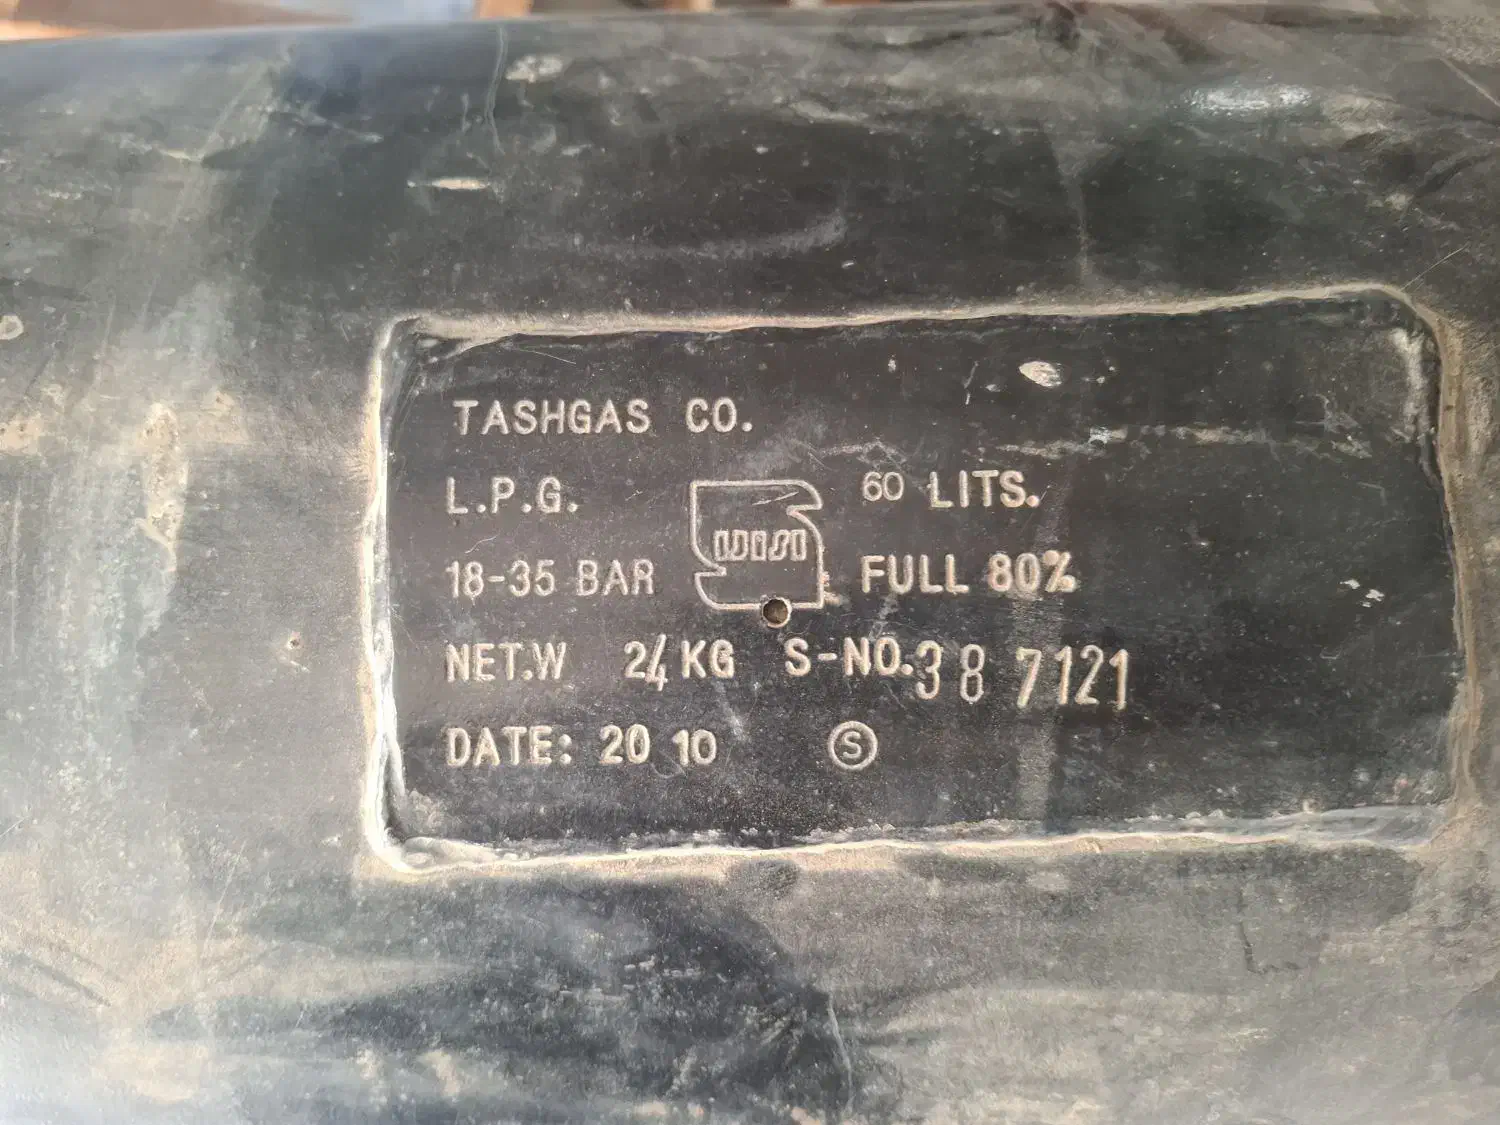 TASHGAS CO.
L.P.G. 60 LITS.
18-35 BAR FULL 80%
NET.W 24 KG S-NO. 38 7121
DATE: 20 10 S